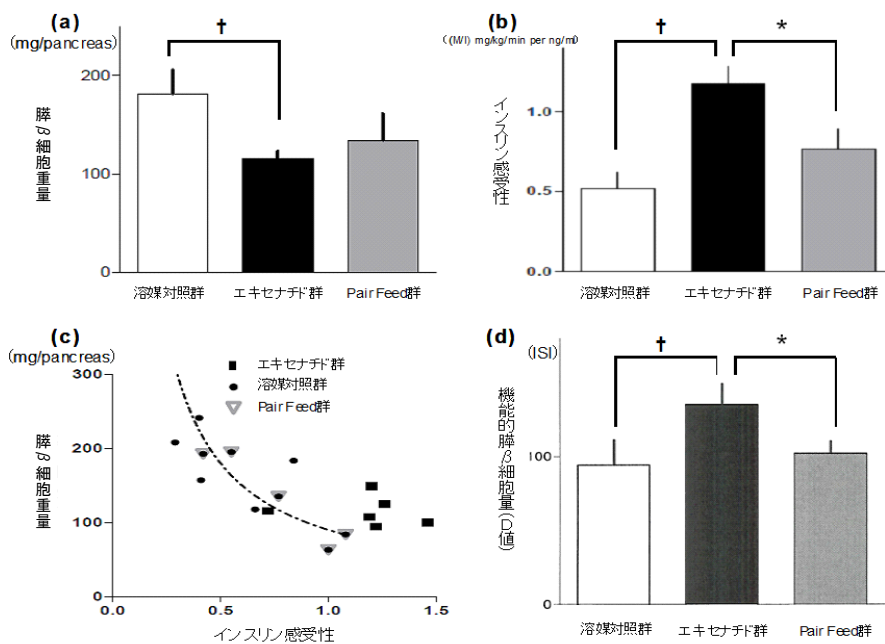 (a)
(mg/pancreas)
†
膵β細胞重量
200
100
0
溶媒対照群
エキセナチド群
Pair Feed群
(b)
((M/I) mg/kg/min per ng/ml)
†
*
インスリン感受性
1.0
0.5
0.0
溶媒対照群
エキセナチド群
Pair Feed群
(c)
(mg/pancreas)
膵β細胞重量
300
200
100
0
エキセナチド群
溶媒対照群
Pair Feed群
0.0
0.5
1.0
1.5
インスリン感受性
(d)
(ISI)
†
*
機能的膵β細胞量(D値)
100
0
溶媒対照群
エキセナチド群
Pair Feed群